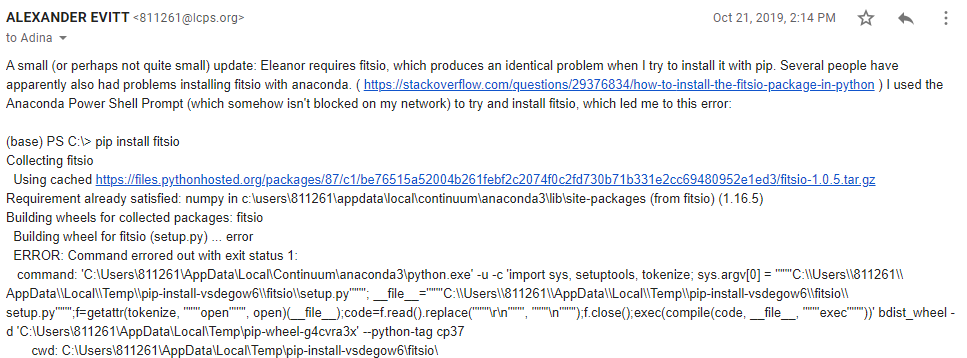 ALEXANDER EVITT <811261@lcps.org>
Oct 21, 2019, 2:14 PM
to Adina
A small (or perhaps not quite small) update: Eleanor requires fitsio, which produces an identical problem when I try to install it with pip. Several people have
apparently also had problems installing fitsio with anaconda. ( https://stackoverflow.com/questions/29376834/how-to-install-the-fitsio-package-in-python ) I used the
Anaconda Power Shell Prompt (which somehow isn't blocked on my network) to try and install fitsio, which led me to this error:
(base) PS C:\> pip install fitsio
Collecting fitsio
Using cached https://files.pythonhosted.org/packages/87/c1/be76515a52004b261febf2c2074f0c2fd730b71b331e2cc69480952e1ed3/fitsio-1.0.5.tar.gz
Requirement already satisfied: numpy in c:\users\811261\appdata\local\continuum\anaconda3\lib\site-packages (from fitsio) (1.16.5)
Building wheels for collected packages: fitsio
Building wheel for fitsio (setup.py) ... error
ERROR: Command errored out with exit status 1:
command: 'C:\Users\811261\AppData\Local\Continuum\anaconda3\python.exe' -u -c 'import sys, setuptools, tokenize; sys.argv[0] = '"'"'C:\\Users\\811261\\
AppData\\Local\\Temp\\pip-install-vsdegow6\\fitsio\\setup.py'"'"'; __file__='"'"'C:\\Users\\811261\\AppData\\Local\\Temp\\pip-install-vsdegow6\\fitsio\\
setup.py'"'"';f=getattr(tokenize, '"'"'open'"'"', open)(__file__);code=f.read().replace('"'"'\r\n'"'"', '"'"'\n'"'"');f.close();exec(compile(code, __file__, '"'"'exec'"'"'))' bdist_wheel -
d 'C:\Users\811261\AppData\Local\Temp\pip-wheel-g4cvra3x' --python-tag cp37
cwd: C:\Users\811261\AppData\Local\Temp\pip-install-vsdegow6\fitsio\